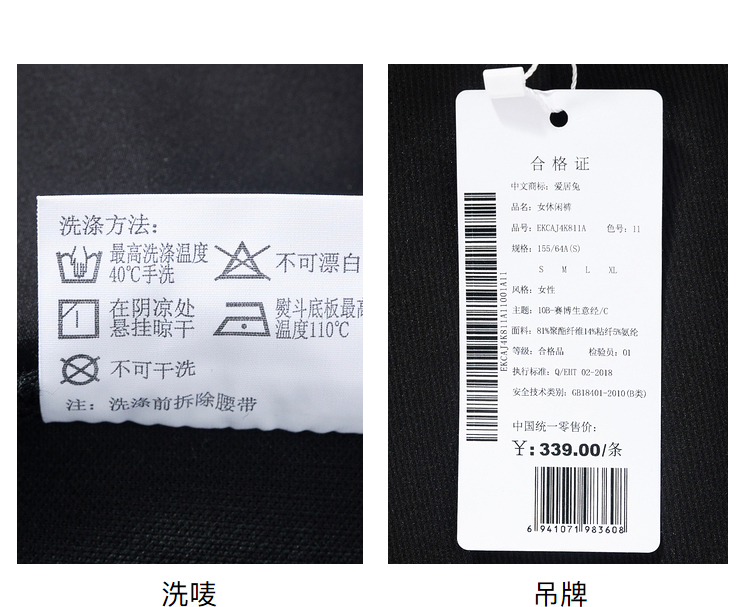 洗涤方法:
最高洗涤温度
40℃手洗
不可漂白
在阴凉处
悬挂晾干
熨斗底板最高
温度110℃
不可干洗
注: 洗涤前拆除腰带
洗唛
合格证
中文商标: 爱居兔
品名: 女休闲裤
品号: EKCAJ4K811A 色号: 11
规格: 155/64A(S)
S M L XL
风格: 女性
主题: 10B-赛博生意经/C
面料: 81%聚酯纤维14%粘纤5%氨纶
等级: 合格品 检验员: 01
执行标准: Q/EHT 02-2018
安全技术类别: GB18401-2010(B类)
中国统一零售价:
¥: 339.00/条
EKCAJ4K811A11001A11
6 941071 983608
吊牌